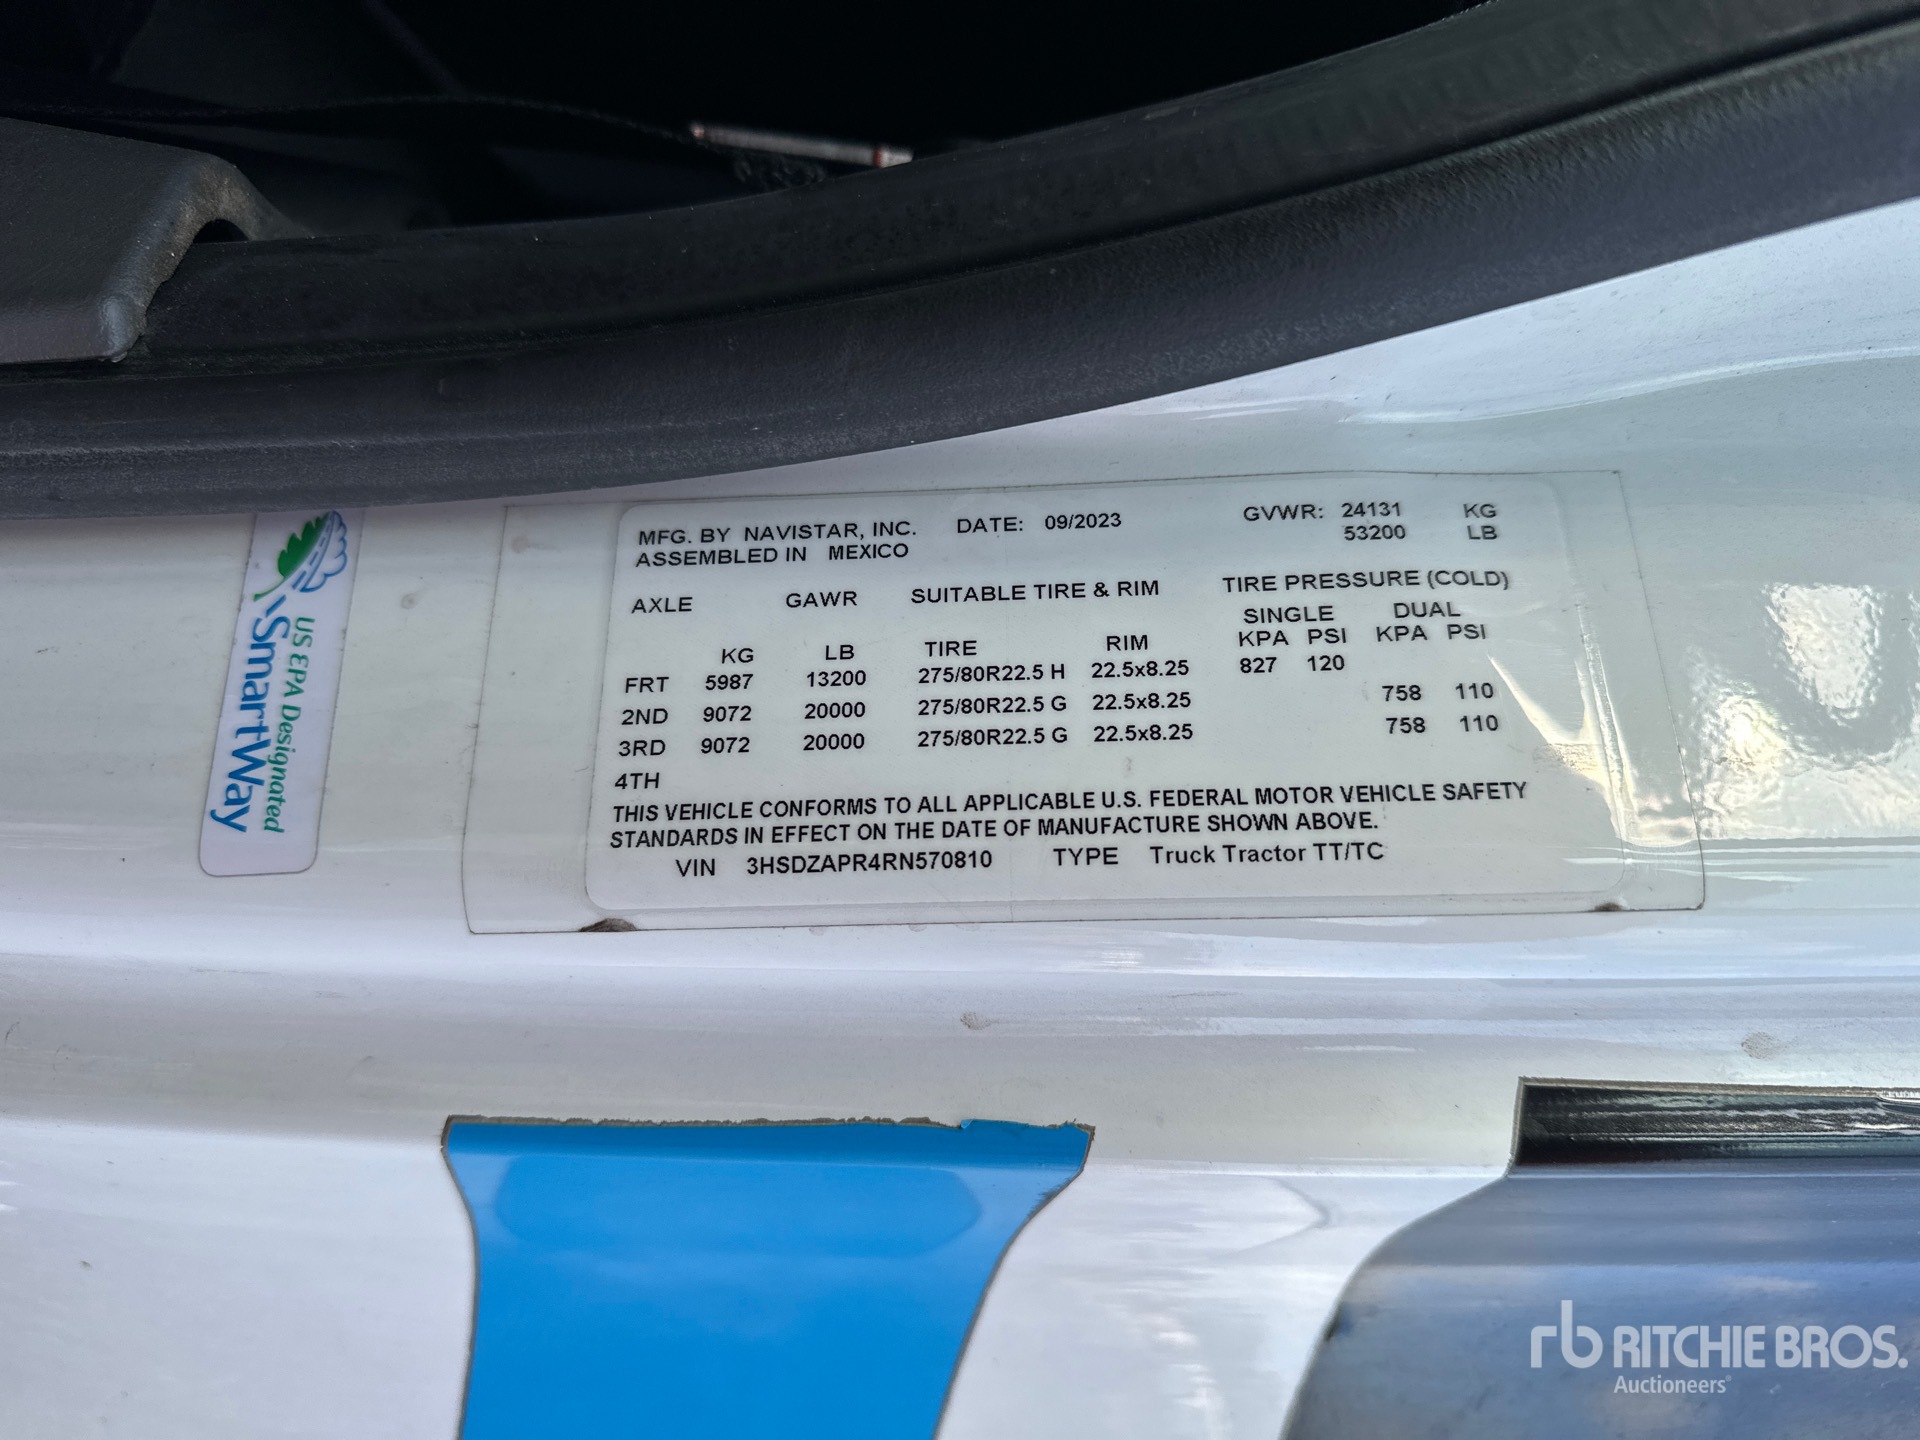 MFG. BY NAVISTAR, INC. DATE: 09/2023 GVWR: 24131 KG
ASSEMBLED IN MEXICO 53200 LB
AXLE GAWR SUITABLE TIRE & RIM TIRE PRESSURE (COLD)
SINGLE DUAL
KG LB TIRE RIM KPA PSI KPA PSI
FRT 5987 13200 275/80R22.5 H 22.5x8.25 827 120
2ND 9072 20000 275/80R22.5 G 22.5x8.25 758 110
3RD 9072 20000 275/80R22.5 G 22.5x8.25 758 110
4TH
THIS VEHICLE CONFORMS TO ALL APPLICABLE U.S. FEDERAL MOTOR VEHICLE SAFETY
STANDARDS IN EFFECT ON THE DATE OF MANUFACTURE SHOWN ABOVE.
VIN 3HSDZAPR4RN570810 TYPE Truck Tractor TT/TC
US EPA Designated
SmartWay
rb RITCHIE BROS.
Auctioneers